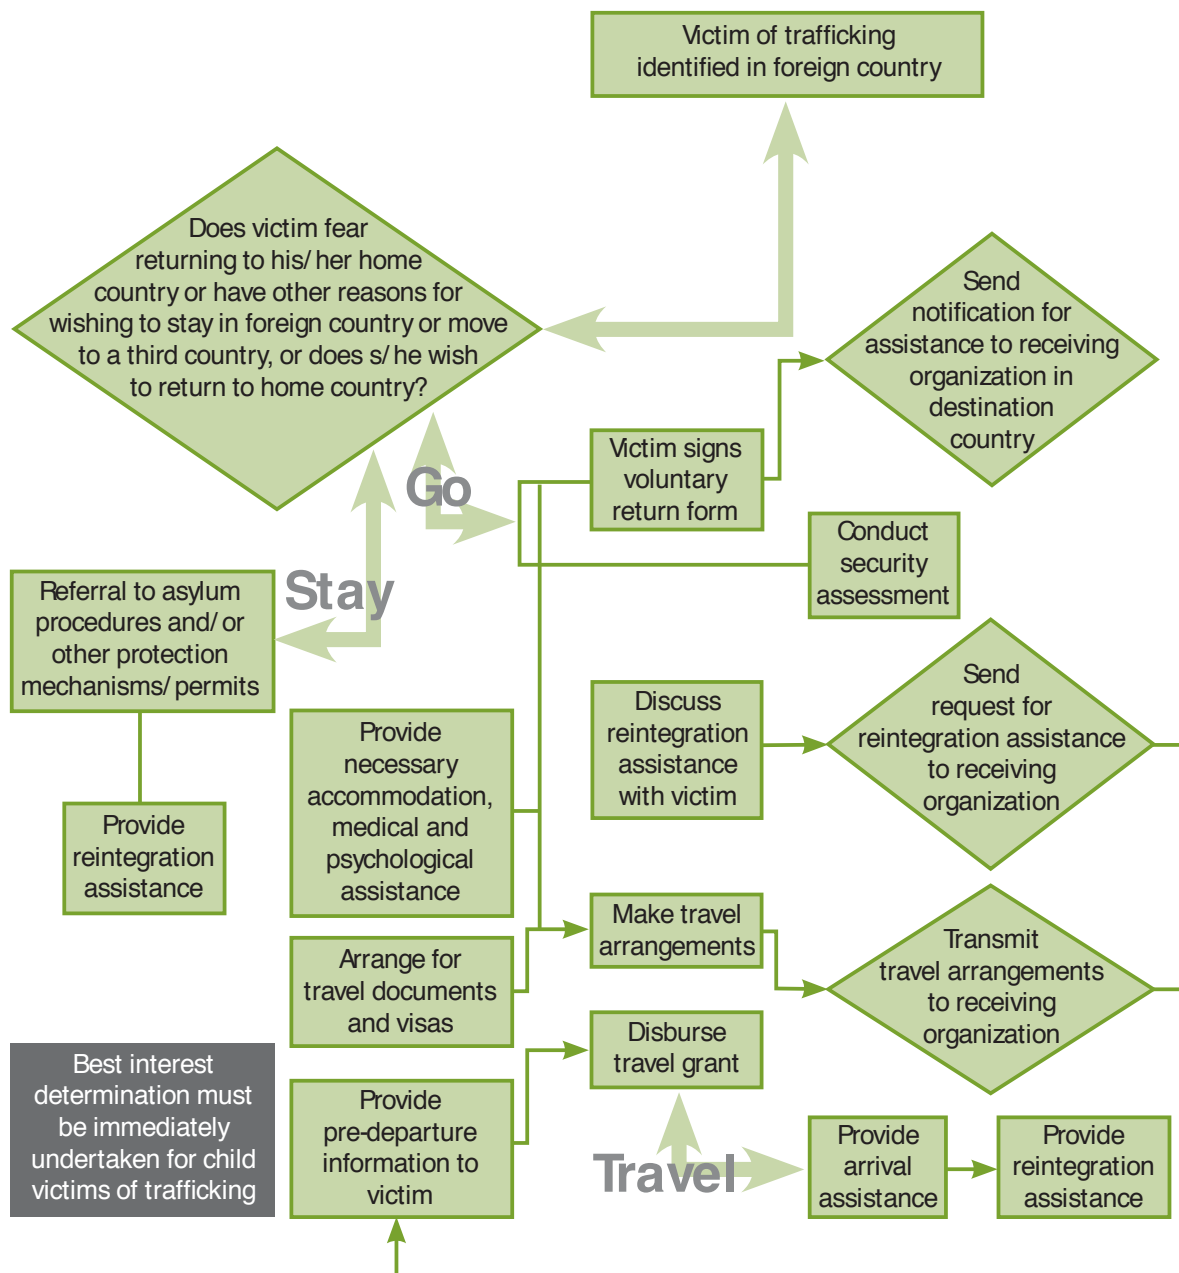 Victim of trafficking
identified in foreign country
Does victim fear
returning to his/ her home
country or have other reasons for
wishing to stay in foreign country or move
to a third country, or does s/ he wish
to return to home country?
Send
notification for
assistance to receiving
organization in
destination
country
Go
Victim signs
voluntary
return form
Conduct
security
assessment
Stay
Referral to asylum
procedures and/ or
other protection
mechanisms/ permits
Provide
reintegration
assistance
Provide
necessary
accommodation,
medical and
psychological
assistance
Discuss
reintegration
assistance
with victim
Send
request for
reintegration assistance
to receiving
organization
Arrange for
travel documents
and visas
Make travel
arrangements
Transmit
travel arrangements
to receiving
organization
Best interest
determination must
be immediately
undertaken for child
victims of trafficking
Provide
pre-departure
information to
victim
Disburse
travel grant
Travel
Provide
arrival
assistance
Provide
reintegration
assistance